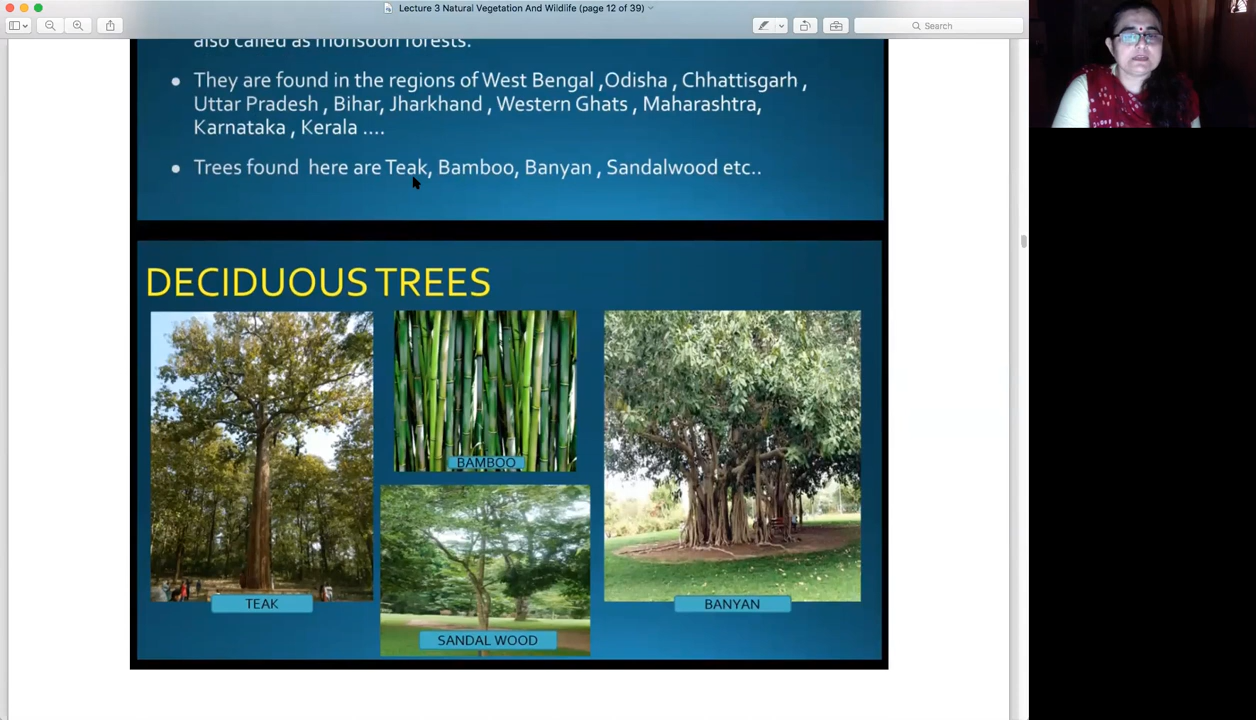 Lecture 3 Natural Vegetation And Wildlife (page 12 of 39)
Search
also called as monsoon forests.
• They are found in the regions of West Bengal ,Odisha , Chhattisgarh ,
Uttar Pradesh , Bihar, Jharkhand , Western Ghats , Maharashtra,
Karnataka , Kerala ....
• Trees found here are Teak, Bamboo, Banyan , Sandalwood etc..
DECIDUOUS TREES
BAMBOO
TEAK
BANYAN
SANDAL WOOD